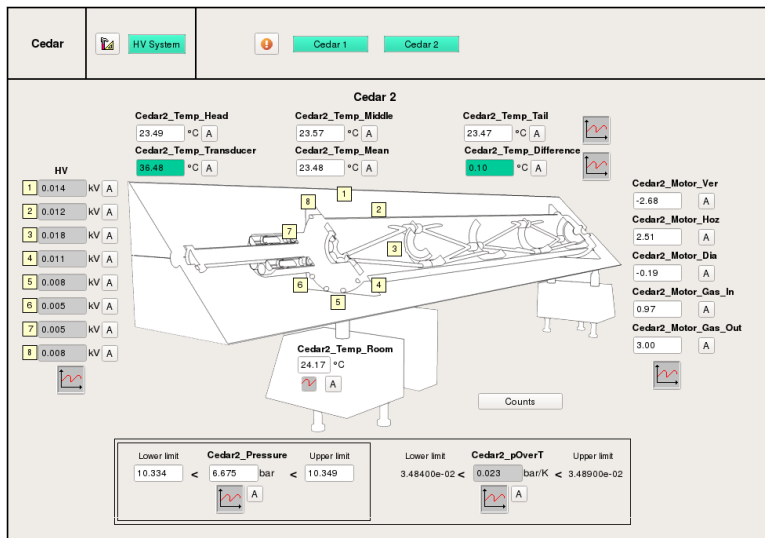 Cedar
HV System
Cedar 1
Cedar 2
Cedar 2
Cedar2_Temp_Head
23.49 °C A
Cedar2_Temp_Middle
23.57 °C A
Cedar2_Temp_Tail
23.47 °C A
Cedar2_Temp_Transducer
36.48 °C A
Cedar2_Temp_Mean
23.48 °C A
Cedar2_Temp_Difference
0.10 °C A
HV
1 0.014 kV A
2 0.012 kV A
3 0.018 kV A
4 0.011 kV A
5 0.008 kV A
6 0.005 kV A
7 0.005 kV A
8 0.008 kV A
1
8
2
7
3
6
4
5
Cedar2_Motor_Ver
-2.68 A
Cedar2_Motor_Hoz
2.51 A
Cedar2_Motor_Dia
-0.19 A
Cedar2_Motor_Gas_In
0.97 A
Cedar2_Motor_Gas_Out
3.00 A
Cedar2_Temp_Room
24.17 °C
A
Counts
Lower limit Cedar2_Pressure Upper limit
10.334 < 6.675 bar < 10.349
A
Lower limit Cedar2_pOverT Upper limit
3.48400e-02 < 0.023 bar/K < 3.48900e-02
A